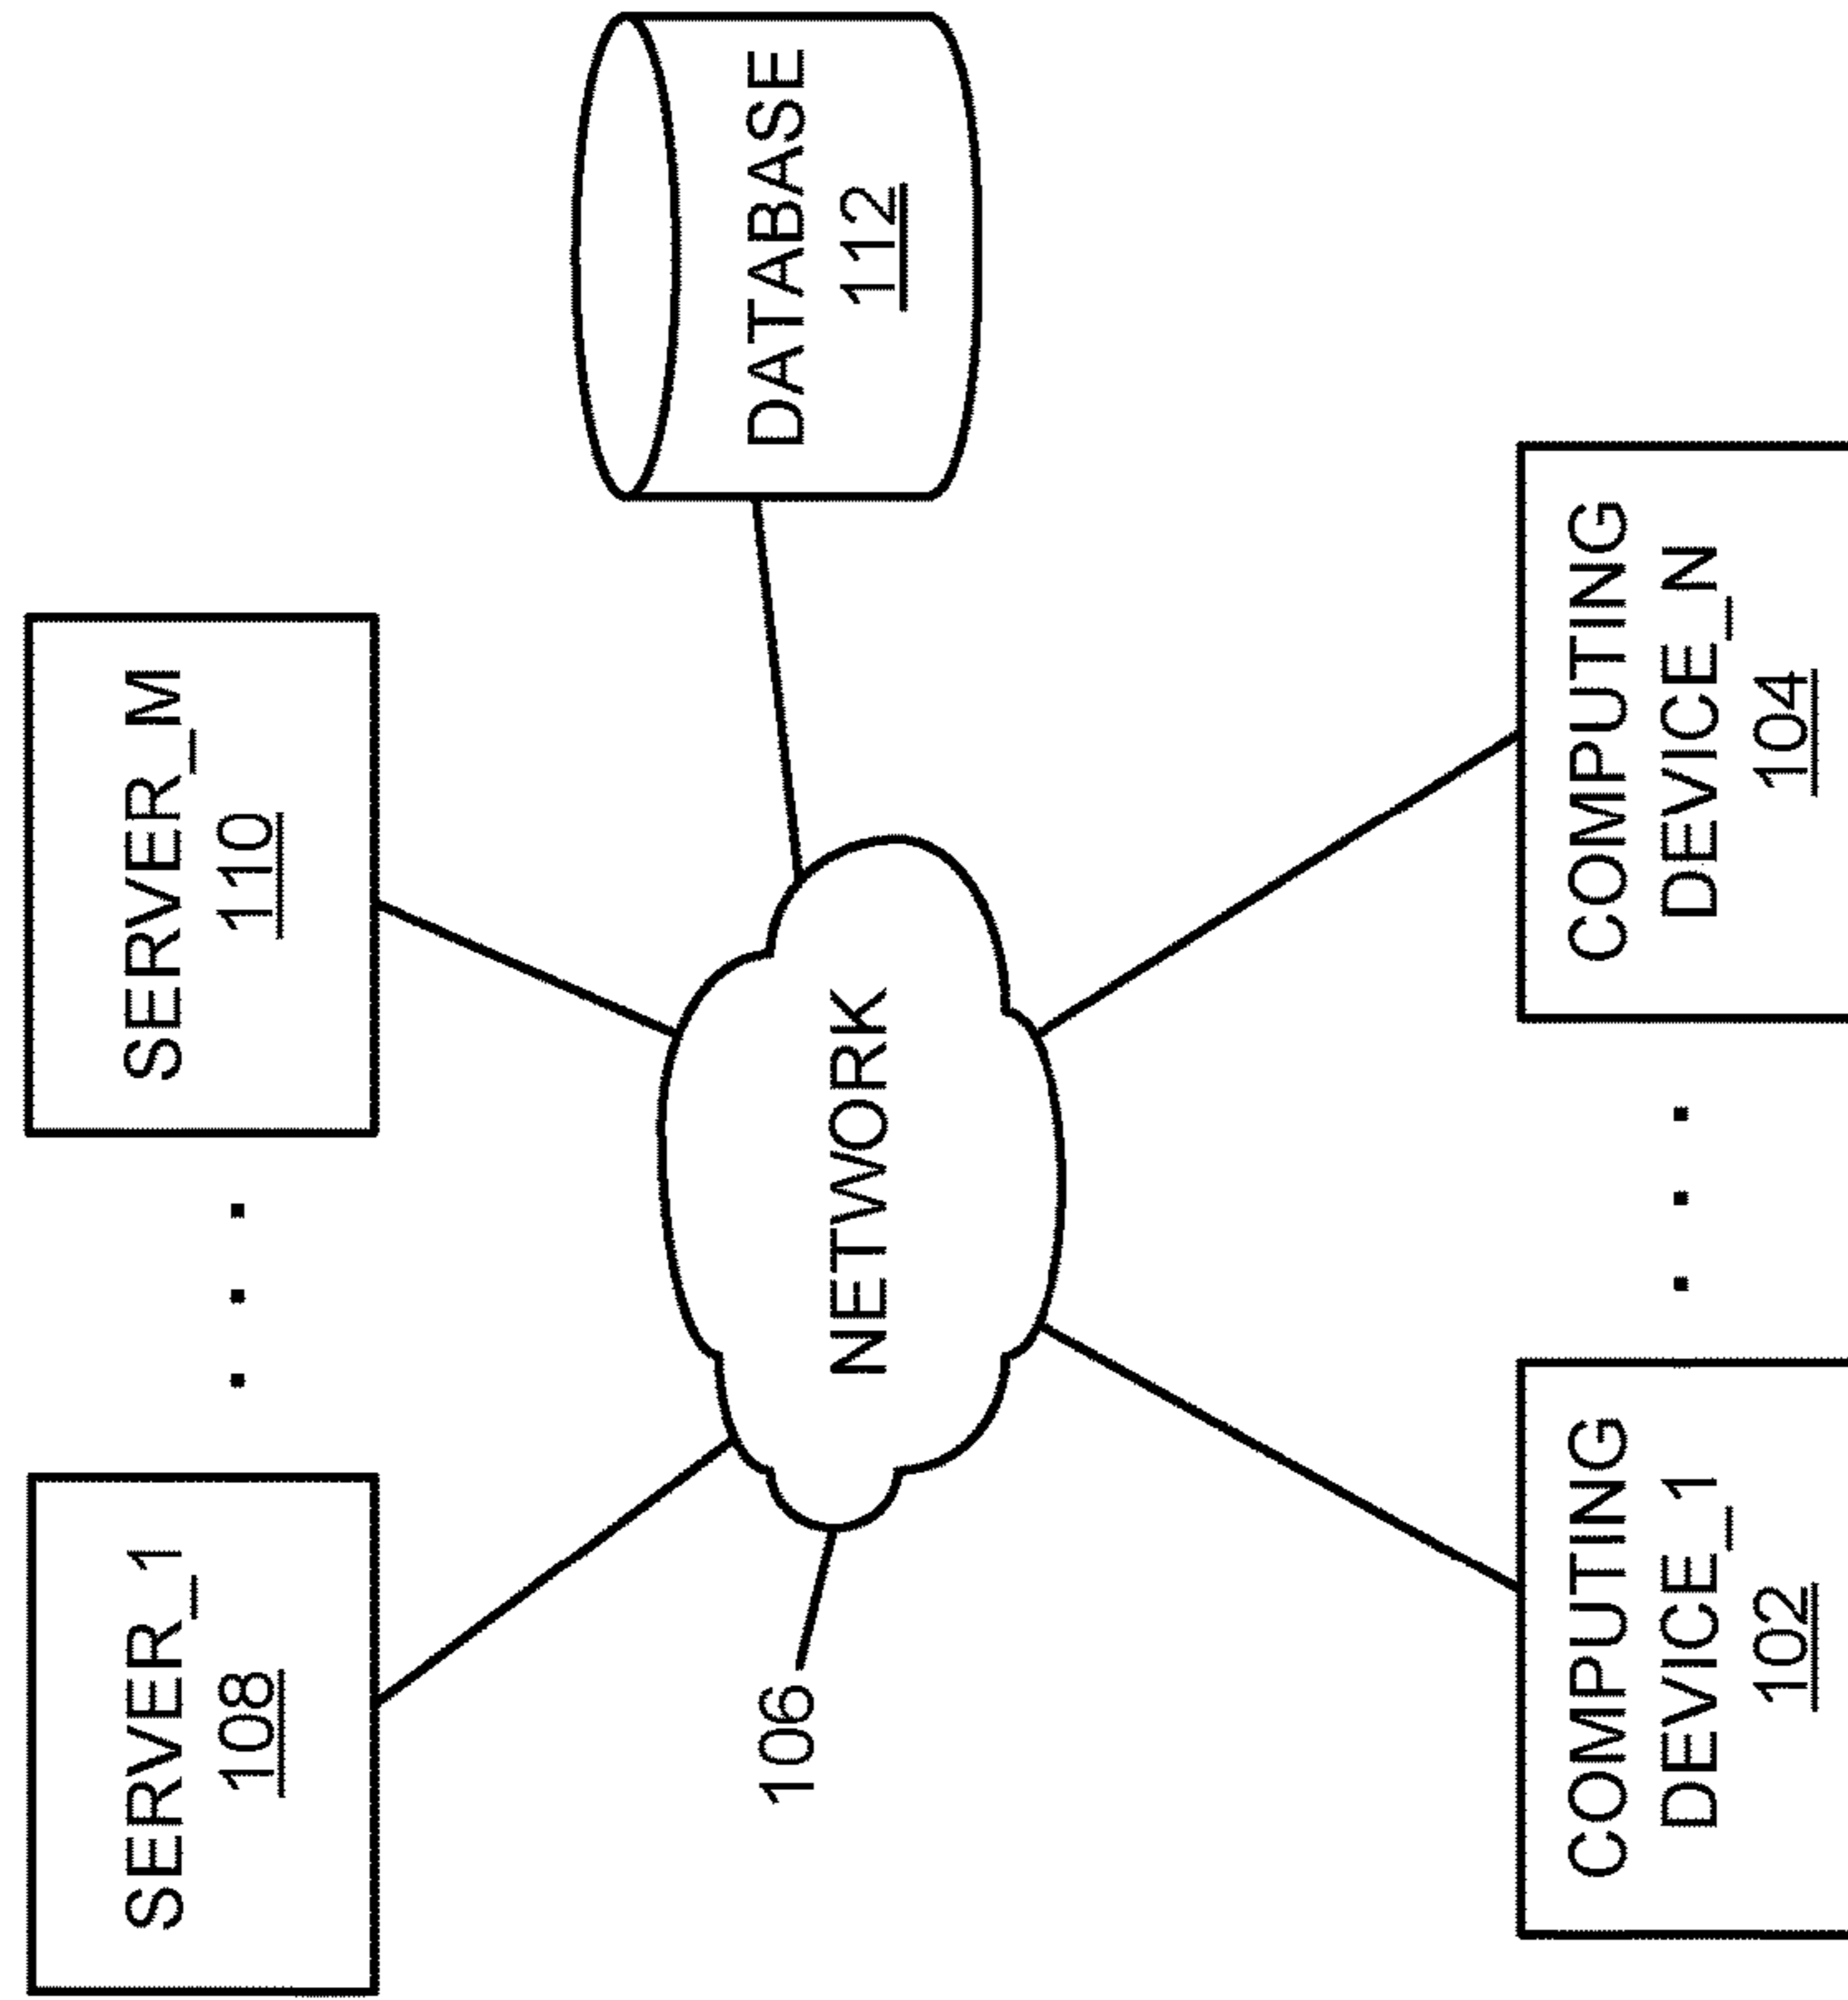 SERVER_1
108
SERVER_M
110
106
NETWORK
DATABASE
112
COMPUTING
DEVICE_1
102
COMPUTING
DEVICE_N
104